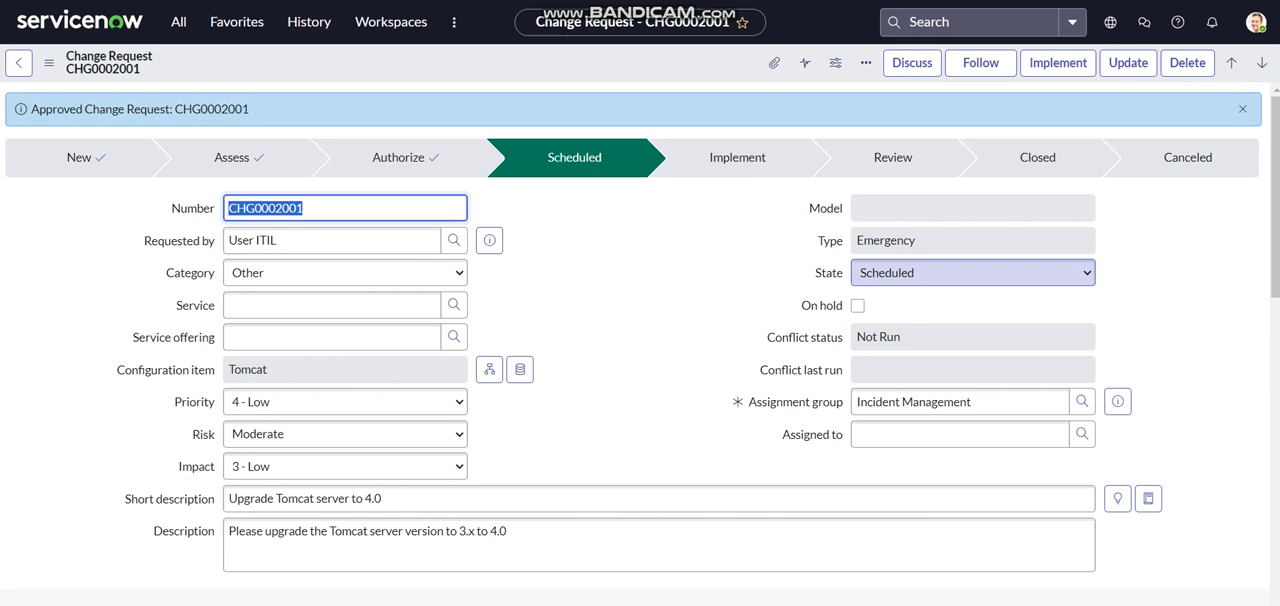 servicenow All Favorites History Workspaces Change Request - CHG0002001 Search
www.BANDICAM.com
Change Request
CHG0002001
Discuss Follow Implement Update Delete
Approved Change Request: CHG0002001
New Assess Authorize Scheduled Implement Review Closed Canceled
Number CHG0002001
Requested by User ITIL
Category Other
Service
Service offering
Configuration item Tomcat
Priority 4 - Low
Risk Moderate
Impact 3 - Low
Model
Type Emergency
State Scheduled
On hold
Conflict status Not Run
Conflict last run
Assignment group Incident Management
Assigned to
Short description Upgrade Tomcat server to 4.0
Description Please upgrade the Tomcat server version to 3.x to 4.0